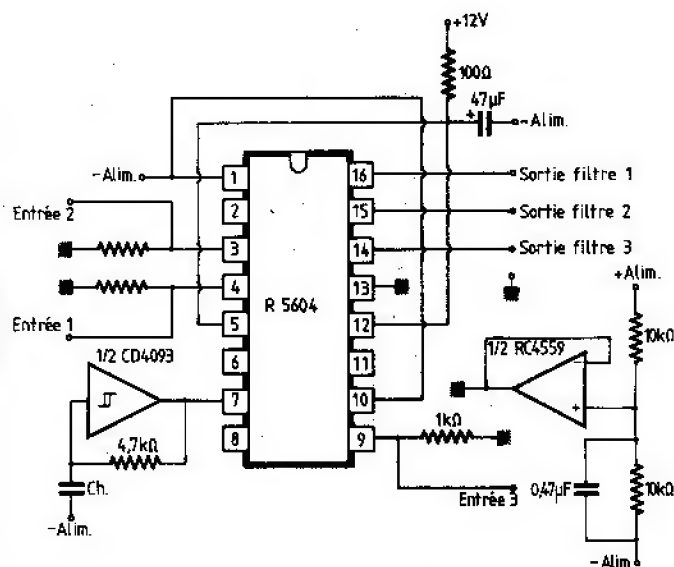 +12V
100Ω
47µF
+
-Alim.
-Alim.
1
16
Sortie filtre 1
Entrée 2
2
15
Sortie filtre 2
3
14
Sortie filtre 3
4
13
+Alim.
R 5604
Entrée 1
5
12
1/2 RC4559
10kΩ
1/2 CD4093
6
11
+
7
10
1kΩ
4,7kΩ
8
9
Ch.
Entrée 3
0,47µF
10kΩ
-Alim.
-Alim